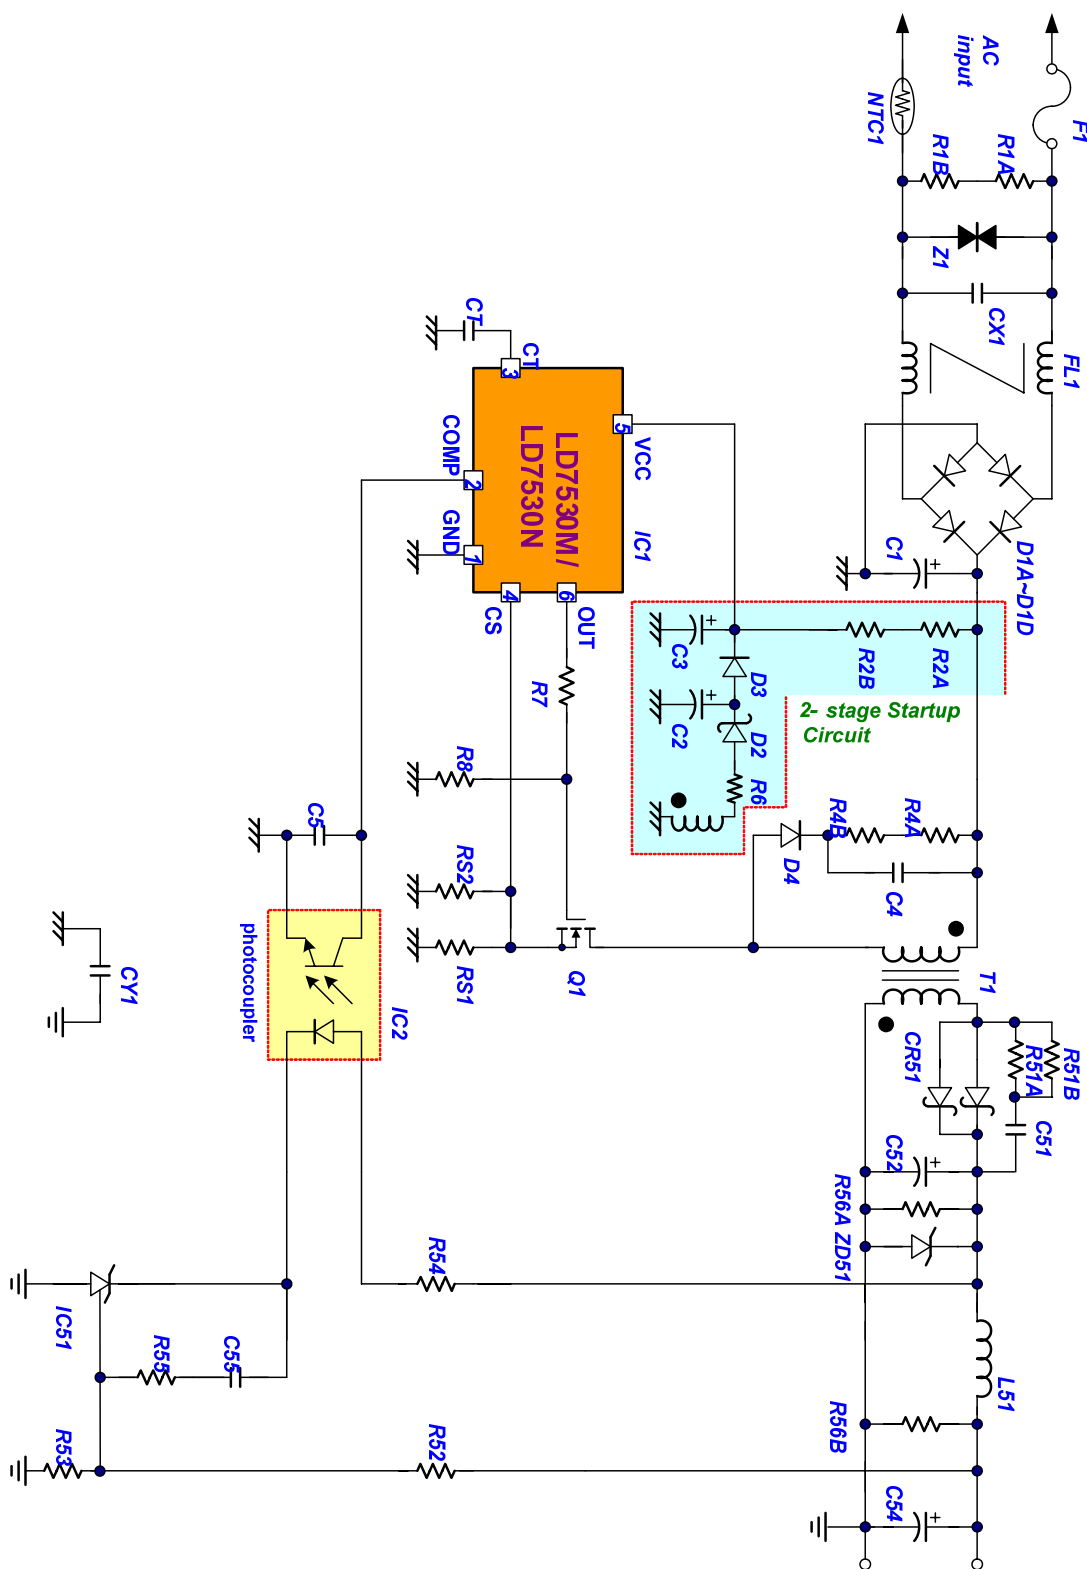 AC
input
F1
NTC1
R1A
R1B
Z1
CX1
FL1
D1A~D1D
C1
R2A
R2B
C3
D3
C2
D2
R6
2- stage Startup
Circuit
R4A
R4B
C4
D4
T1
CR51
R51A
R51B
C51
C52
R56A
ZD51
L51
R56B
C54
CT
CT
3
VCC
5
COMP
2
GND
1
CS
4
OUT
6
LD7530M /
LD7530N
IC1
R7
R8
RS2
RS1
Q1
C5
photocoupler
IC2
CY1
R54
IC51
R55
C55
R52
R53